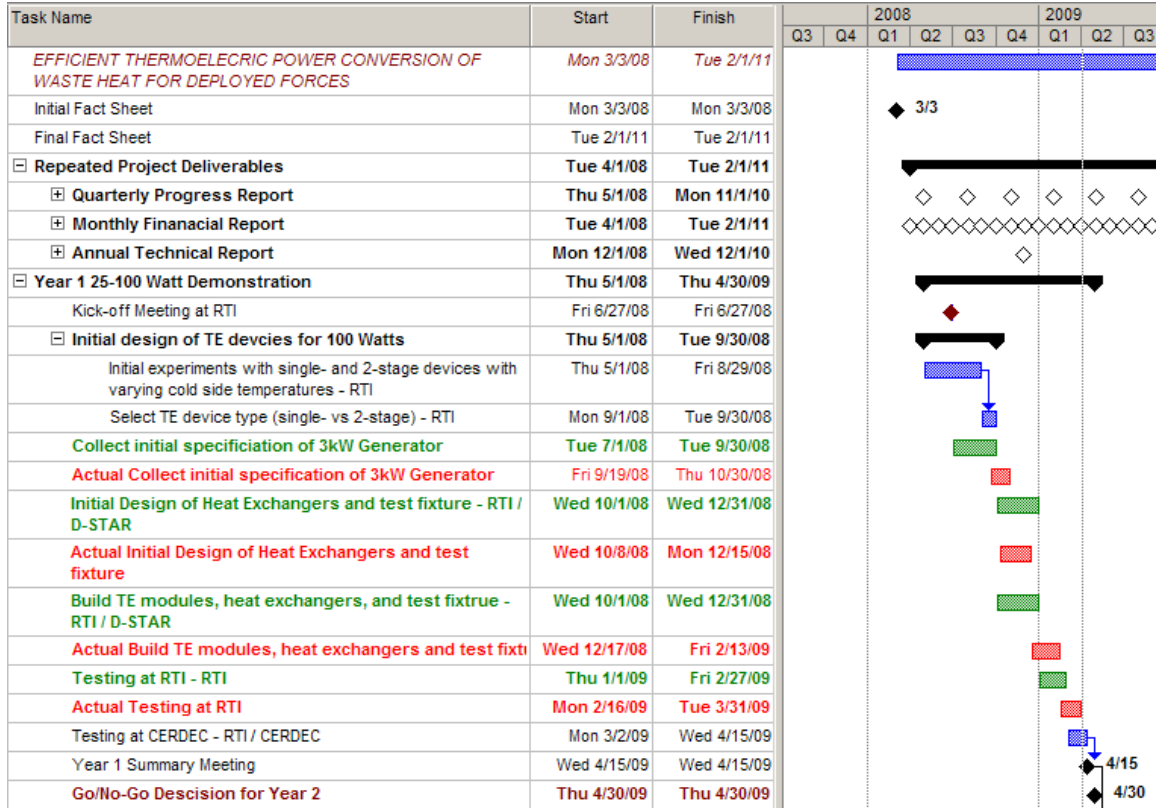 Task Name Start Finish 2008 2009
Q3 Q4 Q1 Q2 Q3 Q4 Q1 Q2 Q3
EFFICIENT THERMOELECRIC POWER CONVERSION OF Mon 3/3/08 Tue 2/1/11
WASTE HEAT FOR DEPLOYED FORCES
Initial Fact Sheet Mon 3/3/08 Mon 3/3/08 3/3
Final Fact Sheet Tue 2/1/11 Tue 2/1/11
Repeated Project Deliverables Tue 4/1/08 Tue 2/1/11
Quarterly Progress Report Thu 5/1/08 Mon 11/1/10
Monthly Finanacial Report Tue 4/1/08 Tue 2/1/11
Annual Technical Report Mon 12/1/08 Wed 12/1/10
Year 1 25-100 Watt Demonstration Thu 5/1/08 Thu 4/30/09
Kick-off Meeting at RTI Fri 6/27/08 Fri 6/27/08
Initial design of TE devcies for 100 Watts Thu 5/1/08 Tue 9/30/08
Initial experiments with single- and 2-stage devices with Thu 5/1/08 Fri 8/29/08
varying cold side temperatures - RTI
Select TE device type (single- vs 2-stage) - RTI Mon 9/1/08 Tue 9/30/08
Collect initial specificiation of 3kW Generator Tue 7/1/08 Tue 9/30/08
Actual Collect initial specification of 3kW Generator Fri 9/19/08 Thu 10/30/08
Initial Design of Heat Exchangers and test fixture - RTI / Wed 10/1/08 Wed 12/31/08
D-STAR
Actual Initial Design of Heat Exchangers and test Wed 10/8/08 Mon 12/15/08
fixture
Build TE modules, heat exchangers, and test fixtrue - Wed 10/1/08 Wed 12/31/08
RTI / D-STAR
Actual Build TE modules, heat exchangers and test fixtu Wed 12/17/08 Fri 2/13/09
Testing at RTI - RTI Thu 1/1/09 Fri 2/27/09
Actual Testing at RTI Mon 2/16/09 Tue 3/31/09
Testing at CERDEC - RTI / CERDEC Mon 3/2/09 Wed 4/15/09
Year 1 Summary Meeting Wed 4/15/09 Wed 4/15/09 4/15
Go/No-Go Descision for Year 2 Thu 4/30/09 Thu 4/30/09 4/30